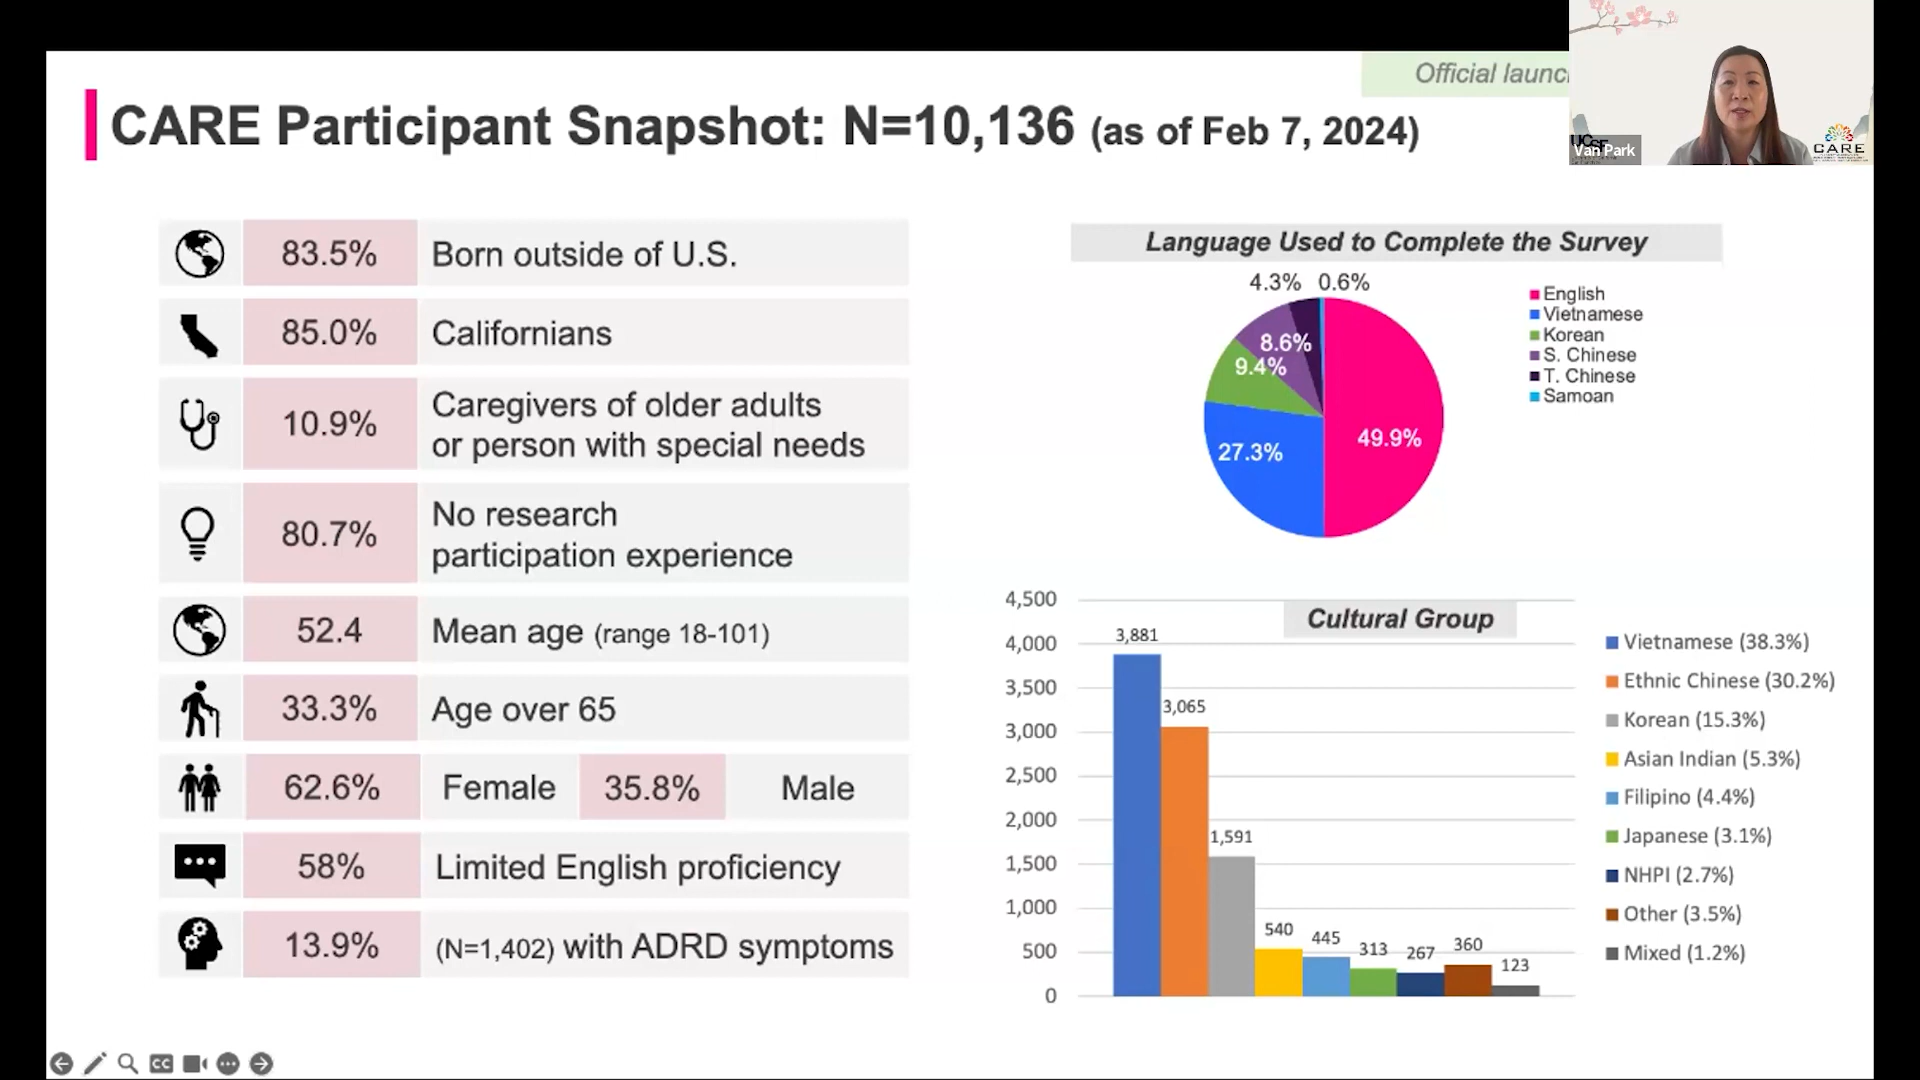 Official launc
CARE Participant Snapshot: N=10,136 (as of Feb 7, 2024)
UCSF
Van Park
CARE
83.5% Born outside of U.S.
85.0% Californians
10.9% Caregivers of older adults
or person with special needs
80.7% No research
participation experience
52.4 Mean age (range 18-101)
33.3% Age over 65
62.6% Female 35.8% Male
58% Limited English proficiency
13.9% (N=1,402) with ADRD symptoms
Language Used to Complete the Survey
4.3% 0.6%
8.6%
9.4%
27.3%
49.9%
English
Vietnamese
Korean
S. Chinese
T. Chinese
Samoan
Cultural Group
4,500
4,000
3,500
3,000
2,500
2,000
1,500
1,000
500
0
3,881
3,065
1,591
540
445
313
267
360
123
Vietnamese (38.3%)
Ethnic Chinese (30.2%)
Korean (15.3%)
Asian Indian (5.3%)
Filipino (4.4%)
Japanese (3.1%)
NHPI (2.7%)
Other (3.5%)
Mixed (1.2%)
CC